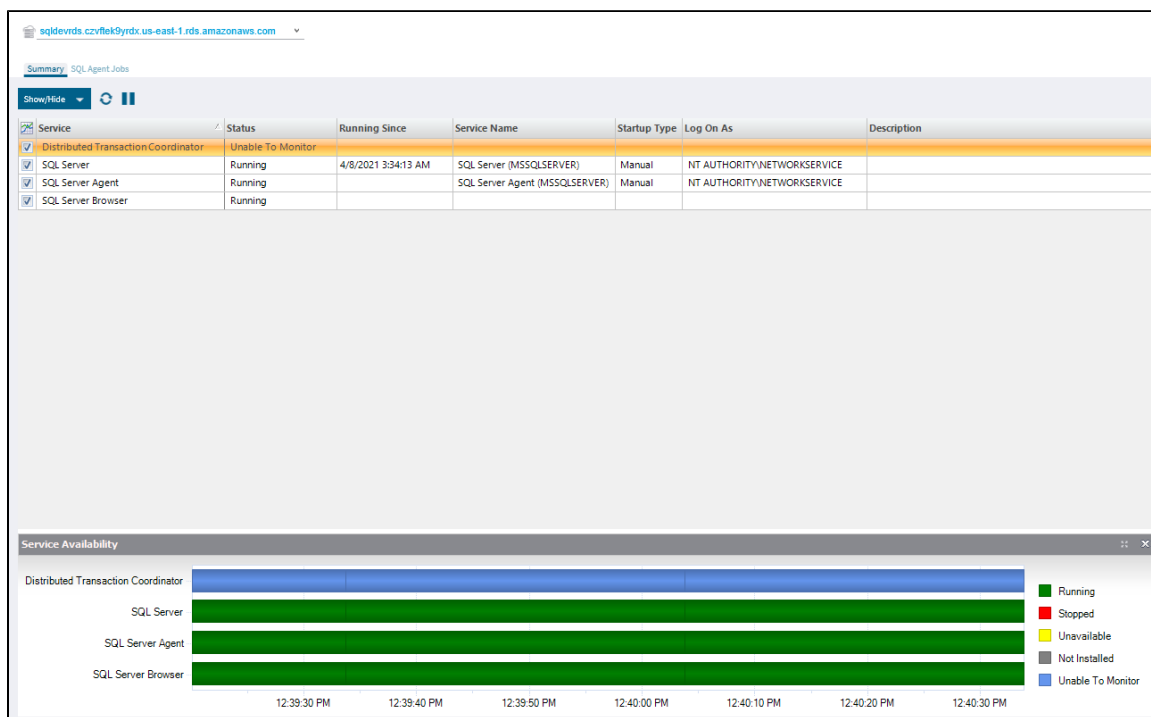 sqldevrds.czvflek9yrdx.us-east-1.rds.amazonaws.com
Summary SQL Agent Jobs
Show/Hide
Service Status Running Since Service Name Startup Type Log On As Description
Distributed Transaction Coordinator Unable To Monitor
SQL Server Running 4/8/2021 3:34:13 AM SQL Server (MSSQLSERVER) Manual NT AUTHORITY\NETWORKSERVICE
SQL Server Agent Running SQL Server Agent (MSSQLSERVER) Manual NT AUTHORITY\NETWORKSERVICE
SQL Server Browser Running
Service Availability
Distributed Transaction Coordinator
SQL Server
SQL Server Agent
SQL Server Browser
12:39:30 PM 12:39:40 PM 12:39:50 PM 12:40:00 PM 12:40:10 PM 12:40:20 PM 12:40:30 PM
Running
Stopped
Unavailable
Not Installed
Unable To Monitor